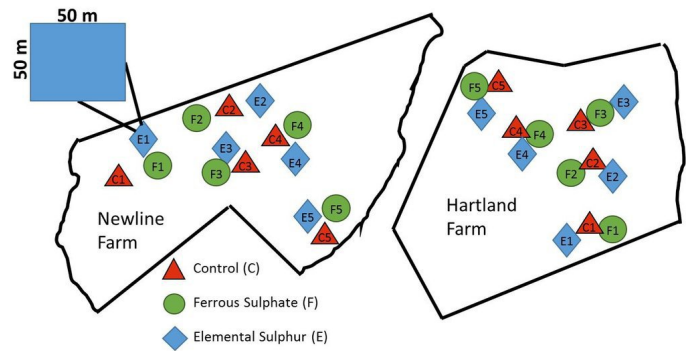 50 m
50 m
E1
F1
C1
F2
C2
E2
E3
F3
C3
C4
F4
E4
E5
F5
C5
Newline
Farm
F5
C5
E5
C4
F4
E4
C3
F3
E3
F2
C2
E2
C1
F1
E1
Hartland
Farm
Control (C)
Ferrous Sulphate (F)
Elemental Sulphur (E)